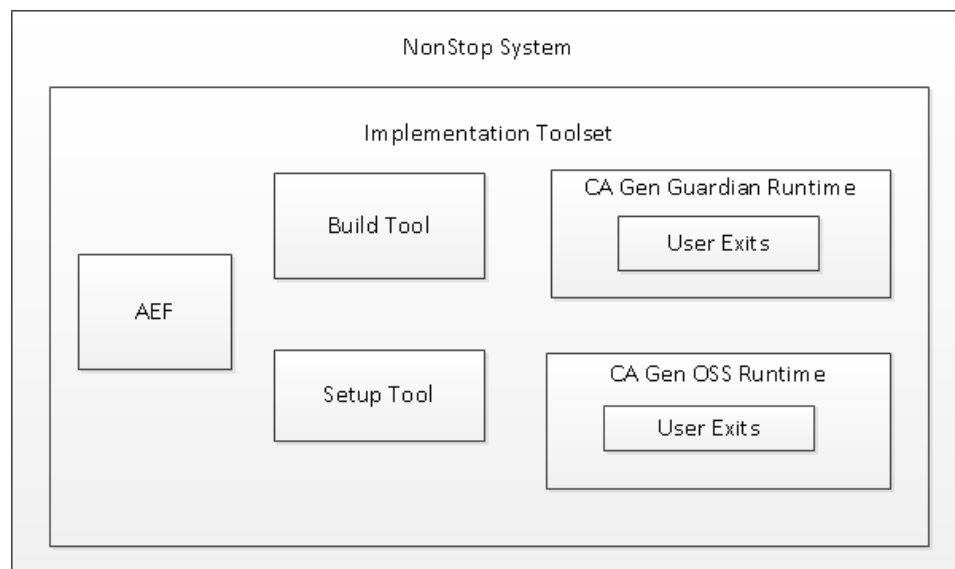 NonStop System
Implementation Toolset
CA Gen Guardian Runtime
Build Tool
User Exits
AEF
CA Gen OSS Runtime
Setup Tool
User Exits